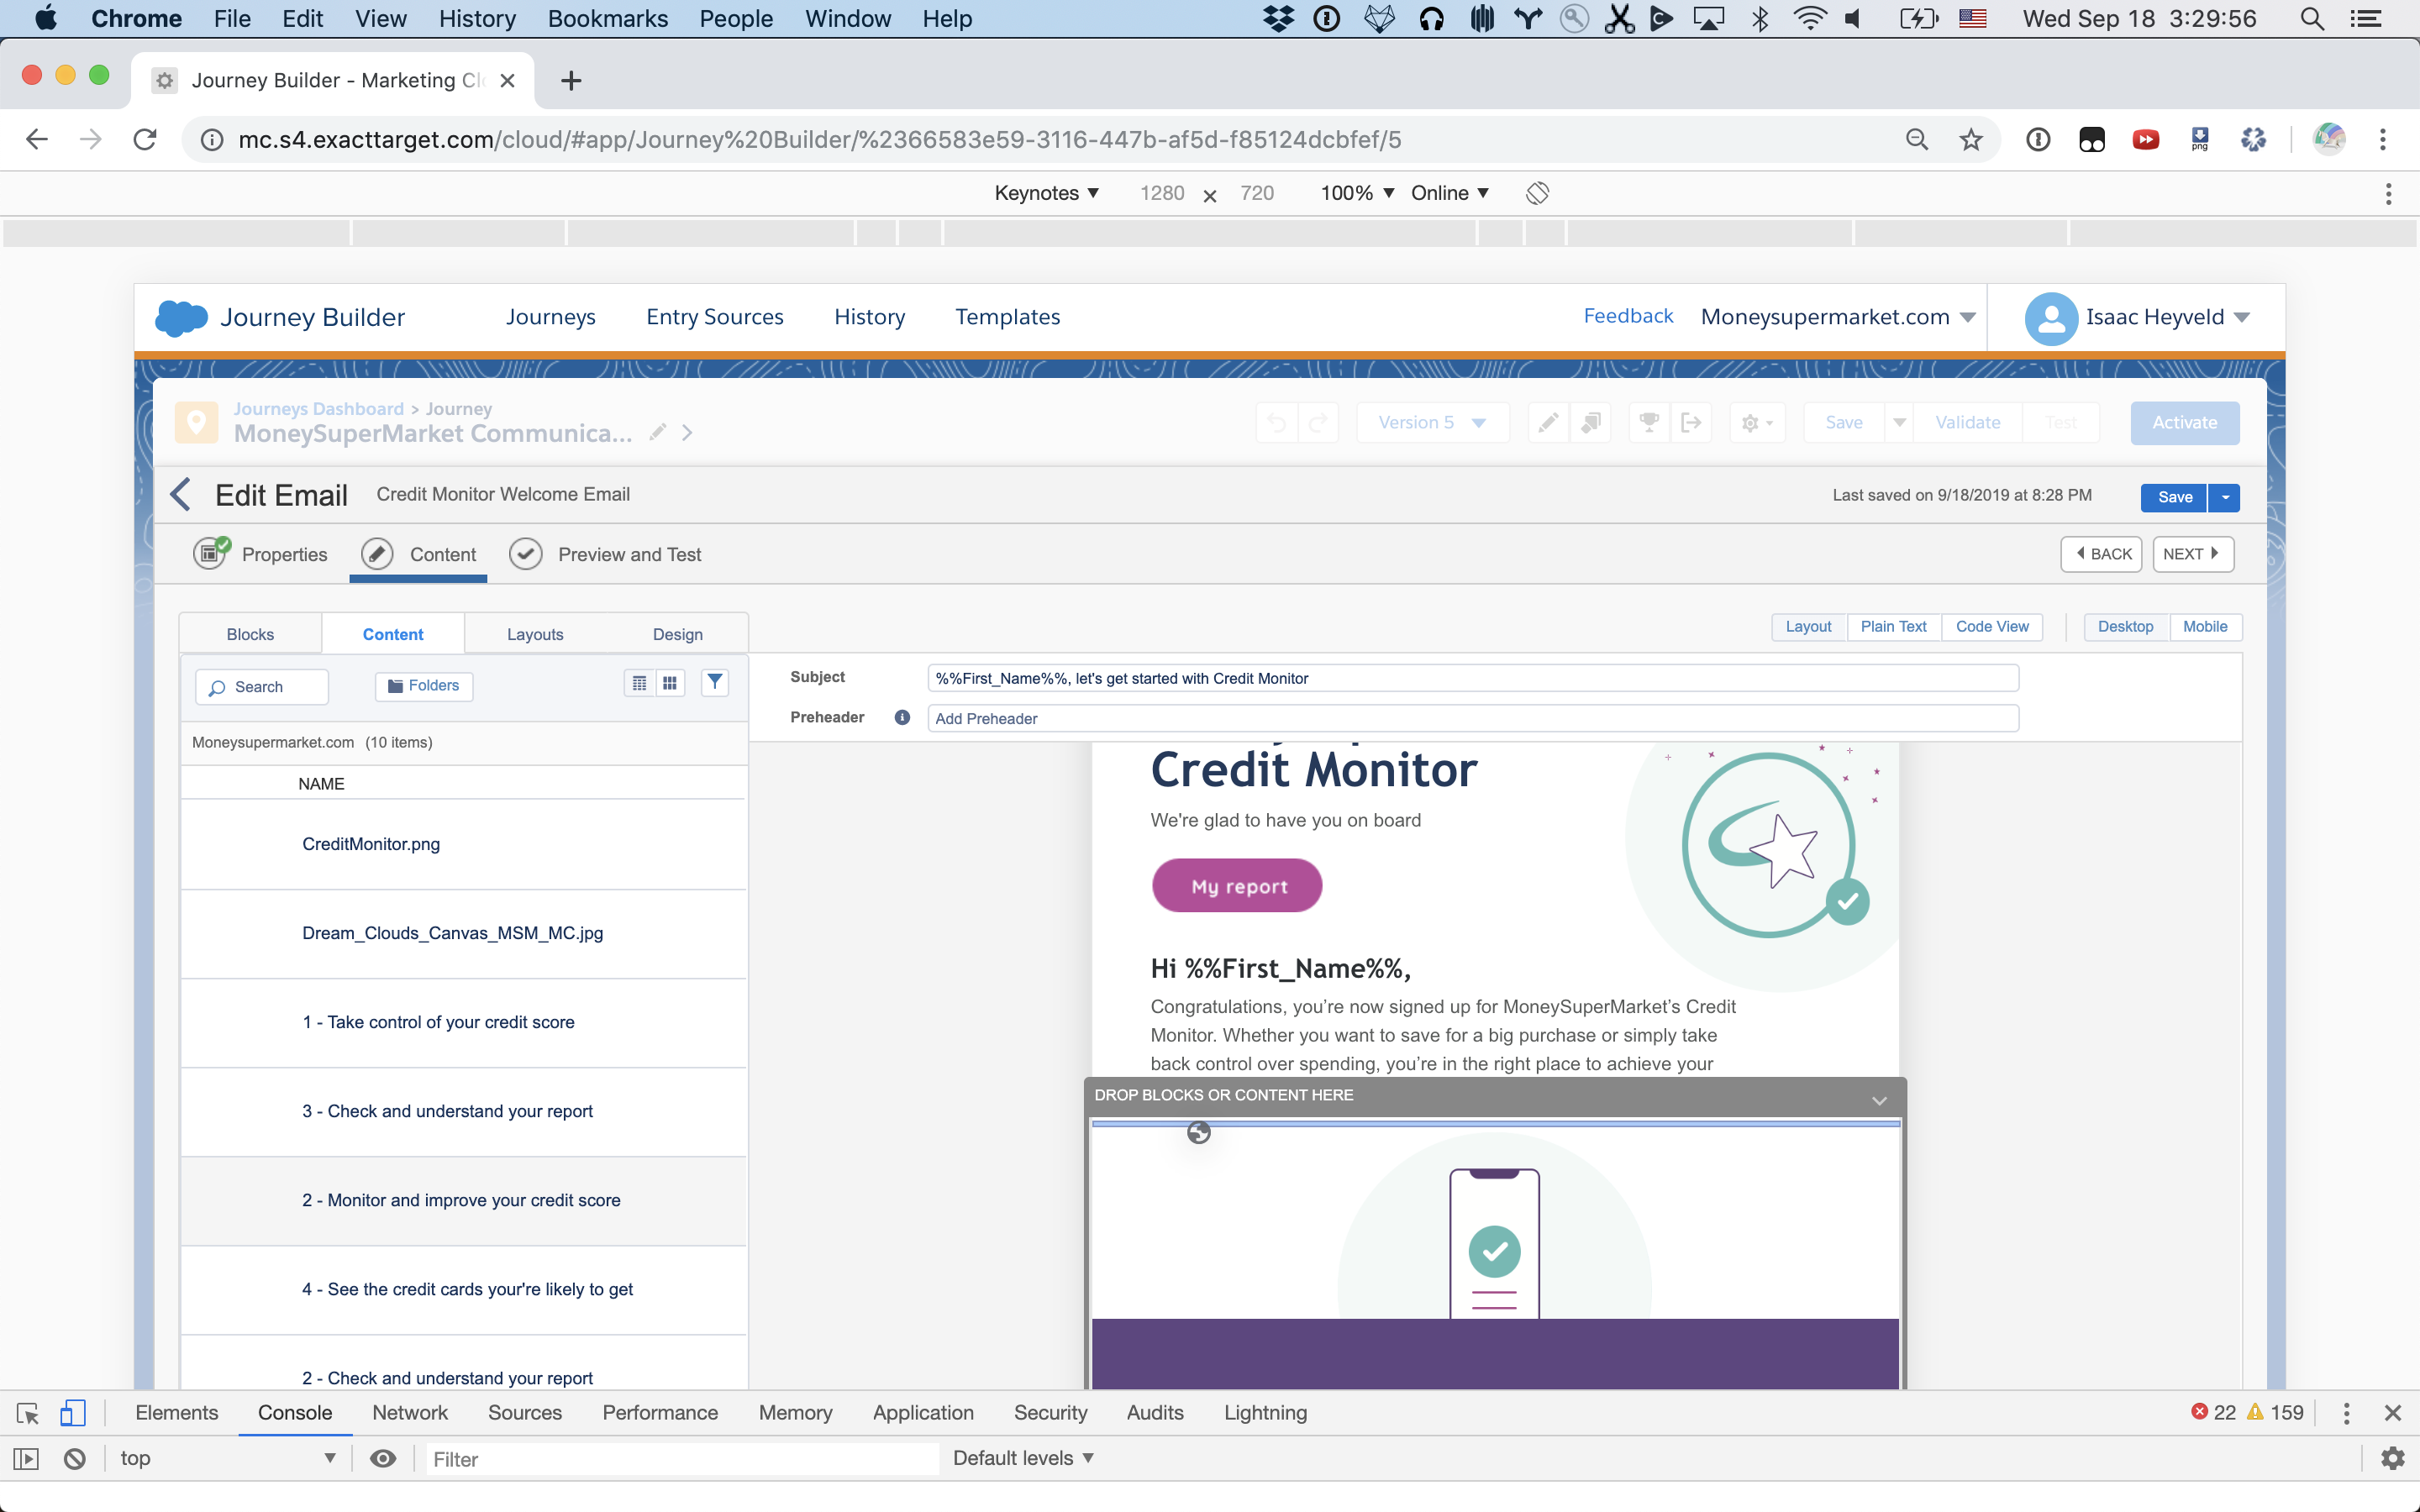 Chrome File Edit View History Bookmarks People Window Help Wed Sep 18 3:29:56
Journey Builder - Marketing Cl
mc.s4.exacttarget.com/cloud/#app/Journey%20Builder/%2366583e59-3116-447b-af5d-f85124dcbfef/5
png
Keynotes 1280 × 720 100% Online
Journey Builder Journeys Entry Sources History Templates Feedback Moneysupermarket.com Isaac Heyveld
Journeys Dashboard > Journey
MoneySuperMarket Communica...
Version 5 Save Validate Test Activate
Edit Email Credit Monitor Welcome Email Last saved on 9/18/2019 at 8:28 PM Save
Properties Content Preview and Test BACK NEXT
Blocks Content Layouts Design
Layout Plain Text Code View Desktop Mobile
Search Folders
Subject %%First_Name%%, let's get started with Credit Monitor
Preheader Add Preheader
Moneysupermarket.com (10 items)
NAME
CreditMonitor.png
Dream_Clouds_Canvas_MSM_MC.jpg
1 - Take control of your credit score
3 - Check and understand your report
2 - Monitor and improve your credit score
4 - See the credit cards your're likely to get
2 - Check and understand your report
Credit Monitor
We're glad to have you on board
My report
Hi %%First_Name%%,
Congratulations, you're now signed up for MoneySuperMarket's Credit
Monitor. Whether you want to save for a big purchase or simply take
back control over spending, you're in the right place to achieve your
DROP BLOCKS OR CONTENT HERE
Elements Console Network Sources Performance Memory Application Security Audits Lightning 22 159
top Filter Default levels